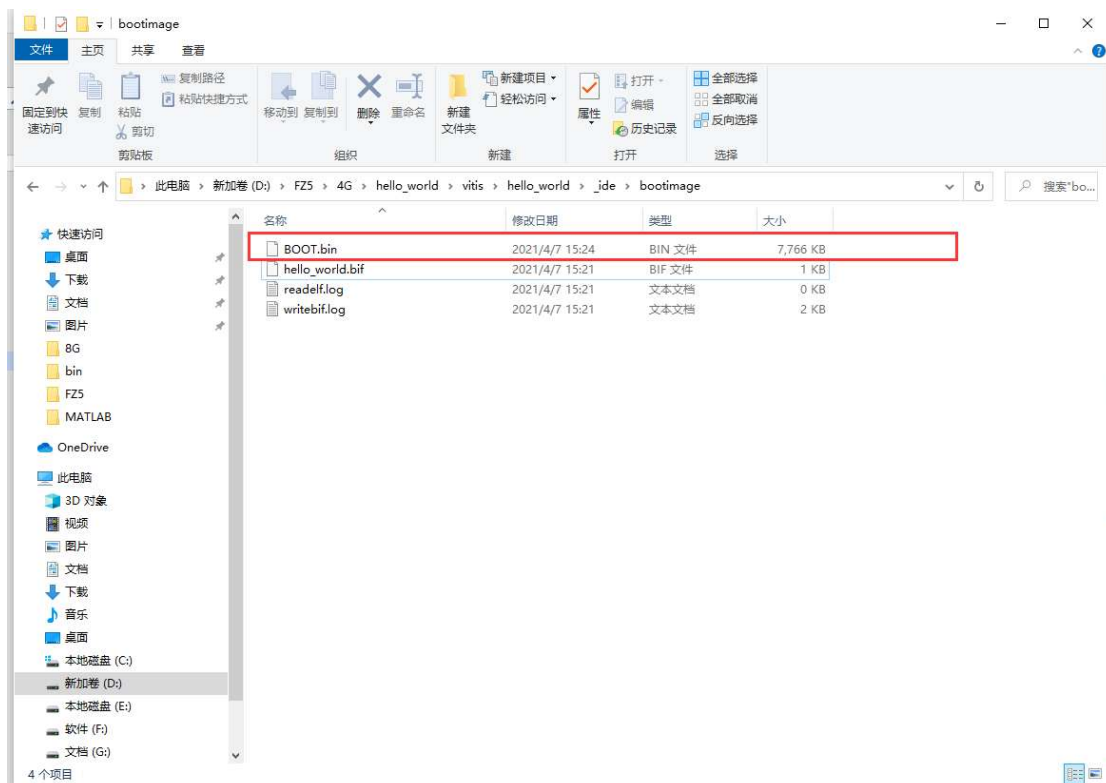 bootimage
文件 主页 共享 查看
固定到快速访问
复制
粘贴
复制路径
粘贴快捷方式
剪切
剪贴板
移动到
复制到
删除
重命名
组织
新建文件夹
新建项目
轻松访问
新建
属性
打开
编辑
历史记录
打开
全部选择
全部取消
反向选择
选择
此电脑 > 新加卷 (D:) > FZ5 > 4G > hello_world > vitis > hello_world > _ide > bootimage
搜索"bo...
快速访问
桌面
下载
文档
图片
8G
bin
FZ5
MATLAB
OneDrive
此电脑
3D 对象
视频
图片
文档
下载
音乐
桌面
本地磁盘 (C:)
新加卷 (D:)
本地磁盘 (E:)
软件 (F:)
文档 (G:)
名称 修改日期 类型 大小
BOOT.bin 2021/4/7 15:24 BIN 文件 7,766 KB
hello_world.bif 2021/4/7 15:21 BIF 文件 1 KB
readelf.log 2021/4/7 15:21 文本文档 0 KB
writebif.log 2021/4/7 15:21 文本文档 2 KB
4 个项目